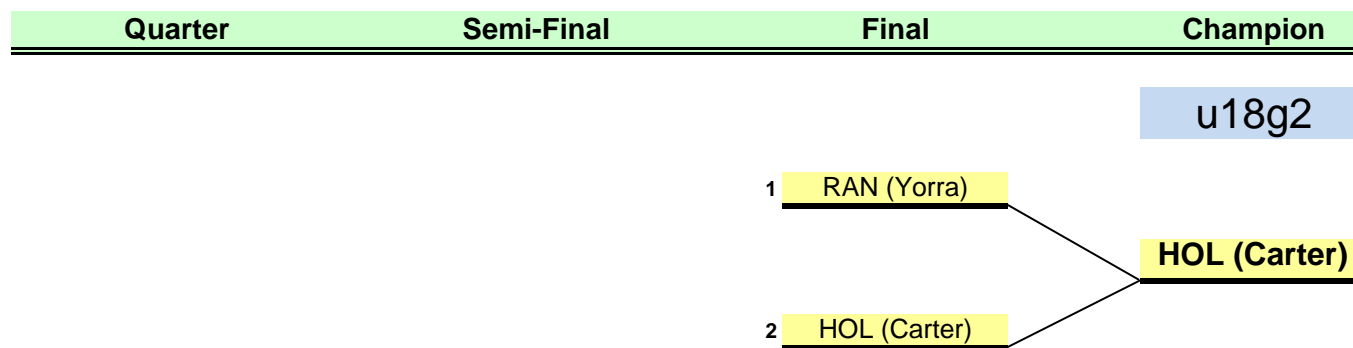 Quarter Semi-Final Final Champion
u18g2
1 RAN (Yorra)
HOL (Carter)
2 HOL (Carter)